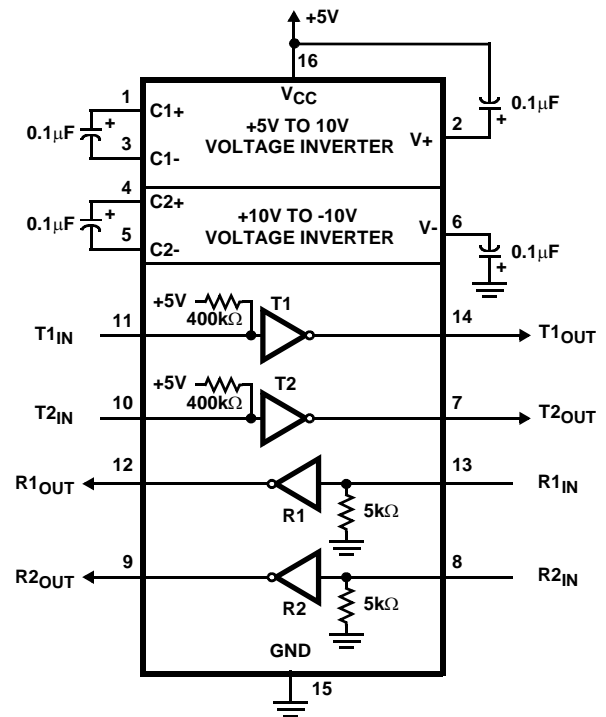 +5V
16
1
C1+
VCC
+
0.1μF
+5V TO 10V
VOLTAGE INVERTER
V+
2
+
0.1μF
3
C1-
4
C2+
+
0.1μF
+10V TO -10V
VOLTAGE INVERTER
V-
6
+
0.1μF
5
C2-
+5V
400kΩ
T1
T1IN
11
14
T1OUT
+5V
400kΩ
T2
T2IN
10
7
T2OUT
R1OUT
12
R1
5kΩ
13
R1IN
R2OUT
9
R2
5kΩ
8
R2IN
GND
15